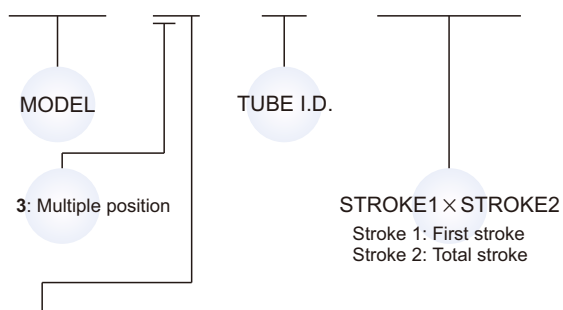 MODEL
TUBE I.D.
3: Multiple position
STROKE1×STROKE2
Stroke 1: First stroke
Stroke 2: Total stroke